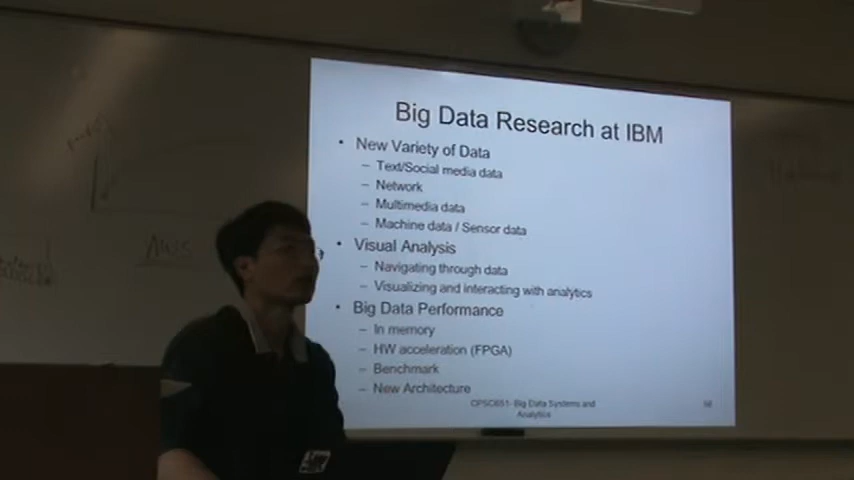 Big Data Research at IBM
• New Variety of Data
– Text/Social media data
– Network
– Multimedia data
– Machine data / Sensor data
• Visual Analysis
– Navigating through data
– Visualizing and interacting with analytics
• Big Data Performance
– In memory
– HW acceleration (FPGA)
– Benchmark
– New Architecture
CPSC651- Big Data Systems and
Analytics
AWS